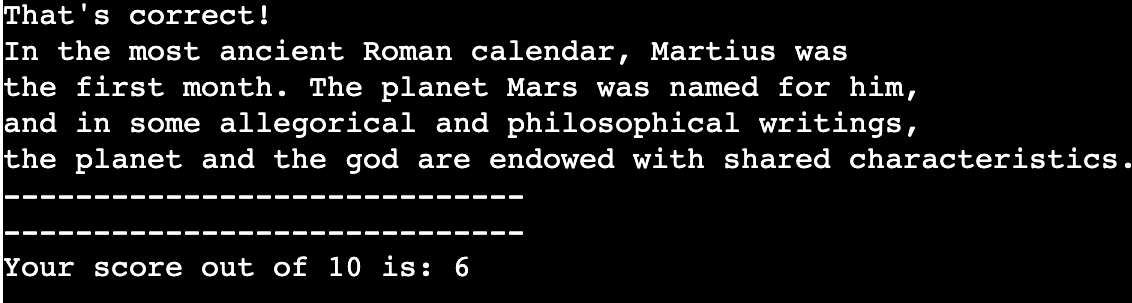 That's correct!
In the most ancient Roman calendar, Martius was
the first month. The planet Mars was named for him,
and in some allegorical and philosophical writings,
the planet and the god are endowed with shared characteristics.
-----------------------------
-----------------------------
Your score out of 10 is: 6